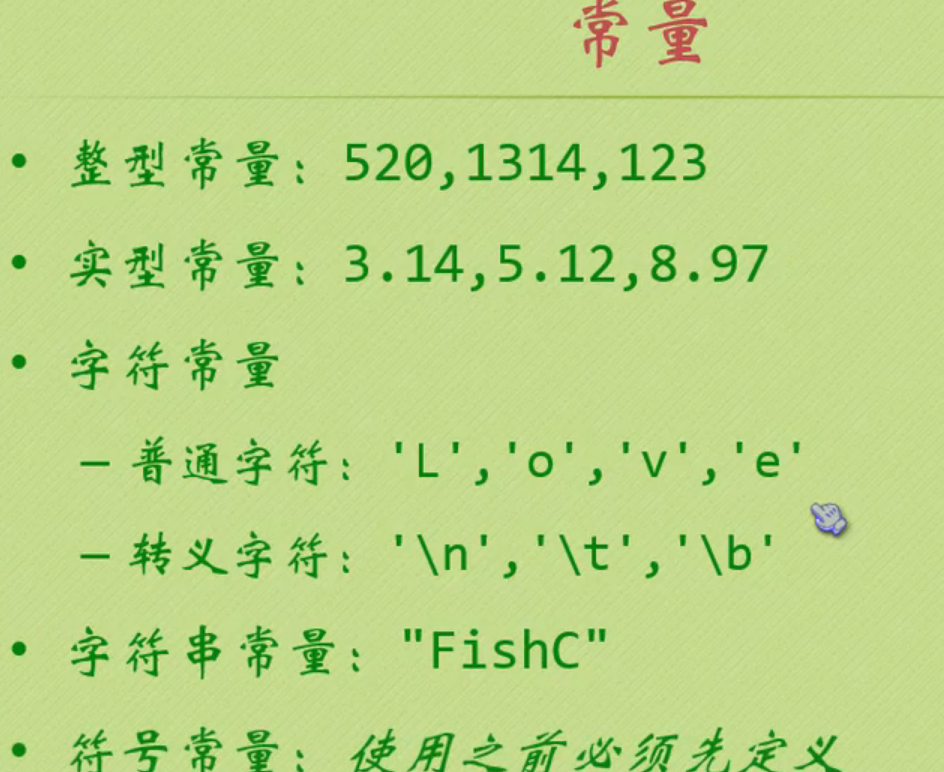 常量
• 整型常量：520,1314,123
• 实型常量：3.14,5.12,8.97
• 字符常量
– 普通字符：'L','o','v','e'
– 转义字符：'\n','\t','\b'
• 字符串常量："FishC"
• 符号常量：使用之前必须先定义